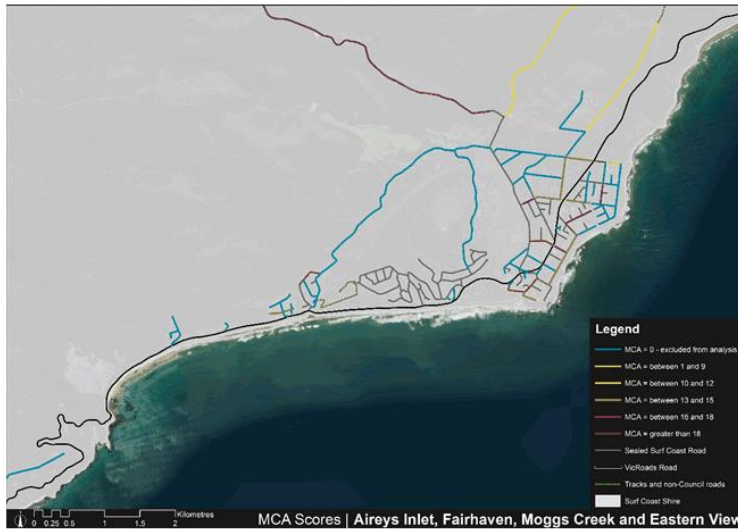 Legend
MCA = 0 - excluded from analysis
MCA = between 1 and 9
MCA = between 10 and 12
MCA = between 13 and 15
MCA = between 16 and 18
MCA = greater than 18
Sealed Surf Coast Road
VicRoads Road
Tracks and non-Council roads
Surf Coast Shire
Kilometres
0 0.25 0.5 1 1.5 2
MCA Scores | Aireys Inlet, Fairhaven, Moggs Creek and Eastern View